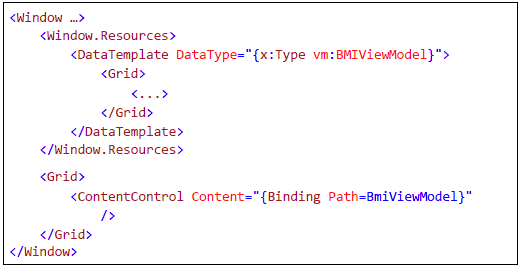 <Window …>
<Window.Resources>
<DataTemplate DataType="{x:Type vm:BMIViewModel}">
<Grid>
<...>
</Grid>
</DataTemplate>
</Window.Resources>
<Grid>
<ContentControl Content="{Binding Path=BmiViewModel}"
/>
</Grid>
</Window>